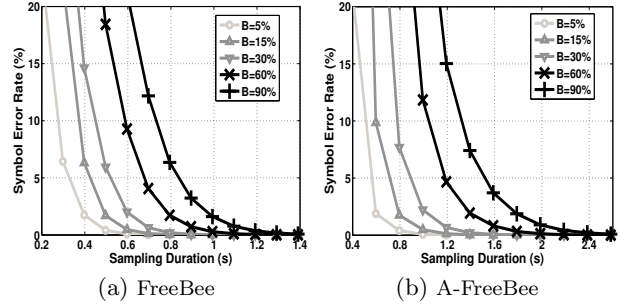 Symbol Error Rate (%)
20
15
10
5
0
0.2 0.4 0.6 0.8 1.0 1.2 1.4
Sampling Duration (s)
B=5%
B=15%
B=30%
B=60%
B=90%
(a) FreeBee
Symbol Error Rate (%)
20
15
10
5
0
0.4 0.8 1.2 1.6 2 2.4
Sampling Duration (s)
B=5%
B=15%
B=30%
B=60%
B=90%
(b) A-FreeBee